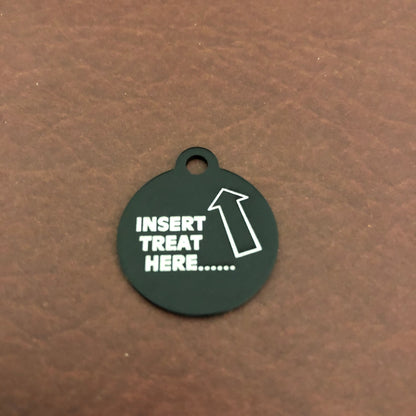 INSERT
TREAT
HERE......